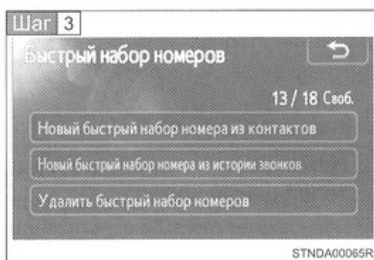 Шаг 3
Быстрый набор номеров
13 / 18 Своб.
Новый быстрый набор номера из контактов
Новый быстрый набор номера из истории звонков
Удалить быстрый набор номеров
STNDA00065R